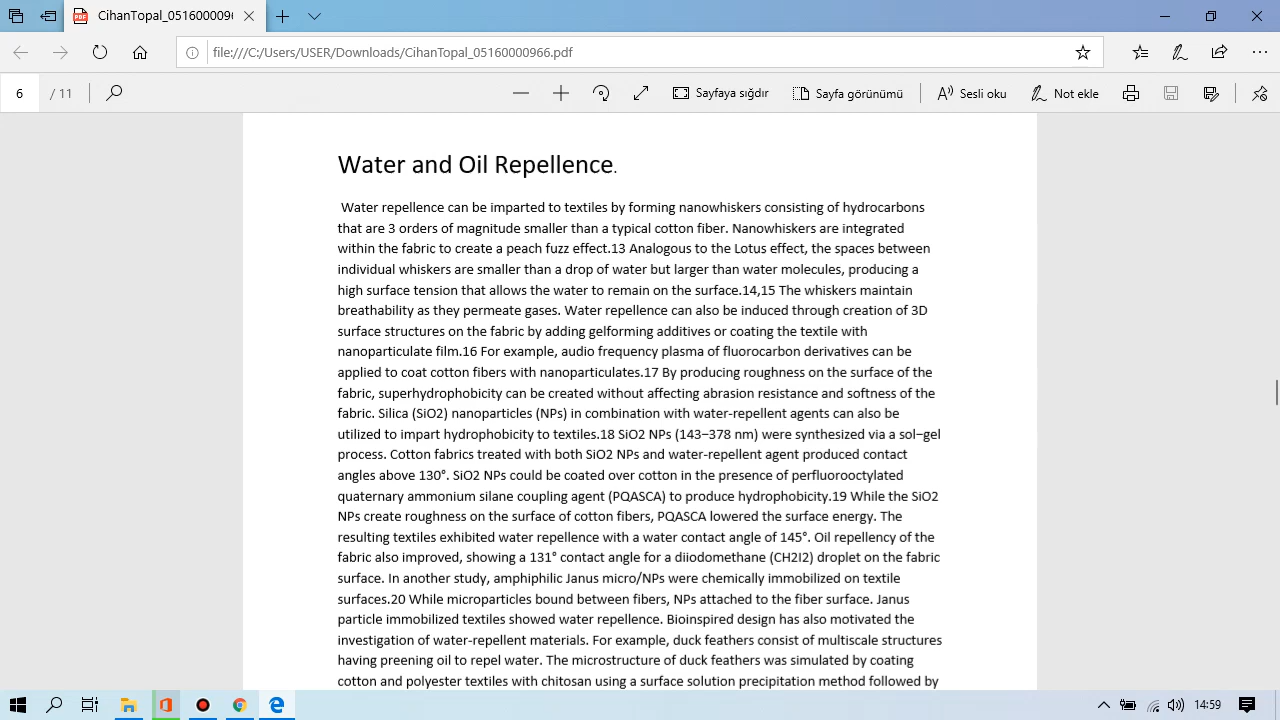 CihanTopal_0516000096
file:///C:/Users/USER/Downloads/CihanTopal_05160000966.pdf
6 / 11 Sayfaya sığdır Sayfa görünümü Sesli oku Not ekle
Water and Oil Repellence.
Water repellence can be imparted to textiles by forming nanowhiskers consisting of hydrocarbons
that are 3 orders of magnitude smaller than a typical cotton fiber. Nanowhiskers are integrated
within the fabric to create a peach fuzz effect.13 Analogous to the Lotus effect, the spaces between
individual whiskers are smaller than a drop of water but larger than water molecules, producing a
high surface tension that allows the water to remain on the surface.14,15 The whiskers maintain
breathability as they permeate gases. Water repellence can also be induced through creation of 3D
surface structures on the fabric by adding gelforming additives or coating the textile with
nanoparticulate film.16 For example, audio frequency plasma of fluorocarbon derivatives can be
applied to coat cotton fibers with nanoparticulates.17 By producing roughness on the surface of the
fabric, superhydrophobicity can be created without affecting abrasion resistance and softness of the
fabric. Silica (SiO2) nanoparticles (NPs) in combination with water-repellent agents can also be
utilized to impart hydrophobicity to textiles.18 SiO2 NPs (143−378 nm) were synthesized via a sol−gel
process. Cotton fabrics treated with both SiO2 NPs and water-repellent agent produced contact
angles above 130°. SiO2 NPs could be coated over cotton in the presence of perfluorooctylated
quaternary ammonium silane coupling agent (PQASCA) to produce hydrophobicity.19 While the SiO2
NPs create roughness on the surface of cotton fibers, PQASCA lowered the surface energy. The
resulting textiles exhibited water repellence with a water contact angle of 145°. Oil repellency of the
fabric also improved, showing a 131° contact angle for a diiodomethane (CH2I2) droplet on the fabric
surface. In another study, amphiphilic Janus micro/NPs were chemically immobilized on textile
surfaces.20 While microparticles bound between fibers, NPs attached to the fiber surface. Janus
particle immobilized textiles showed water repellence. Bioinspired design has also motivated the
investigation of water-repellent materials. For example, duck feathers consist of multiscale structures
having preening oil to repel water. The microstructure of duck feathers was simulated by coating
cotton and polyester textiles with chitosan using a surface solution precipitation method followed by
14:59